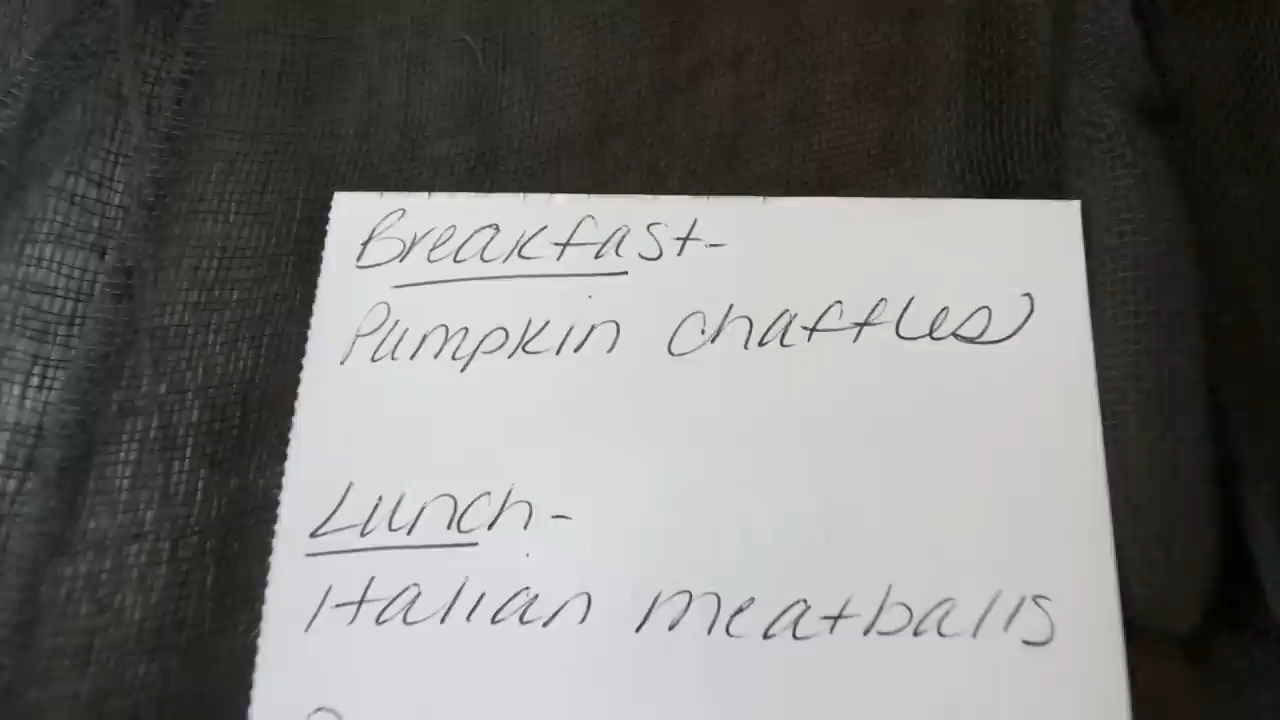 Breakfast-
Pumpkin chaffles
Lunch-
Italian meatballs